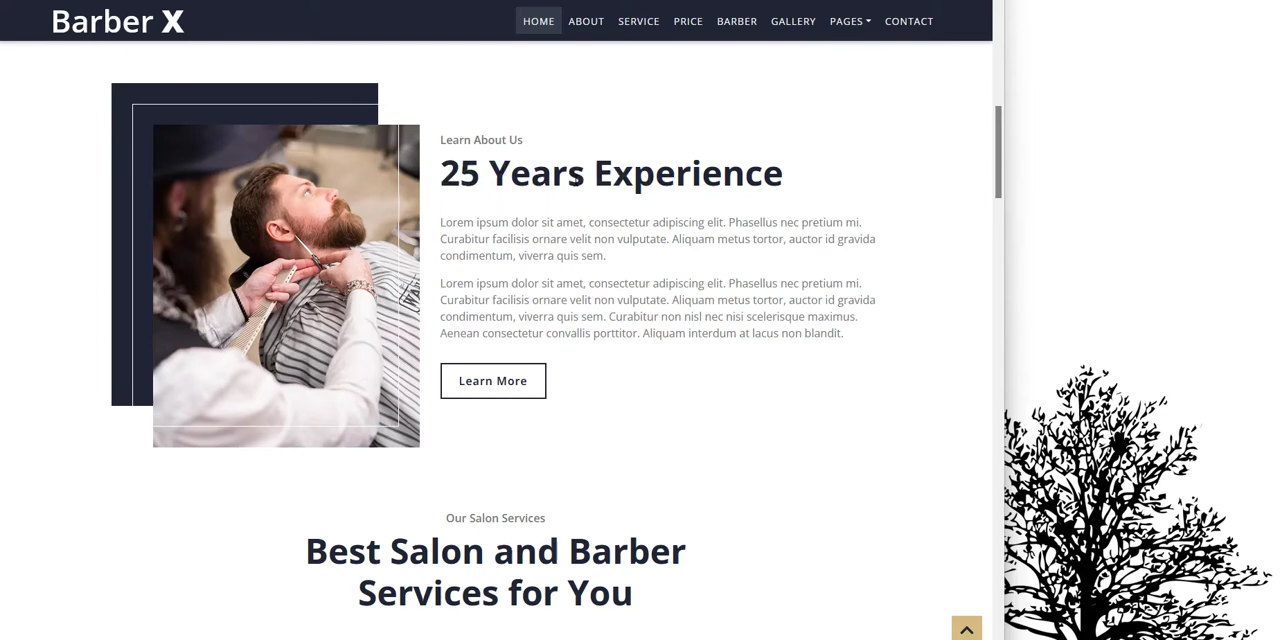 Barber X
HOME ABOUT SERVICE PRICE BARBER GALLERY PAGES CONTACT
Learn About Us
25 Years Experience
Lorem ipsum dolor sit amet, consectetur adipiscing elit. Phasellus nec pretium mi.
Curabitur facilisis ornare velit non vulputate. Aliquam metus tortor, auctor id gravida
condimentum, viverra quis sem.
Lorem ipsum dolor sit amet, consectetur adipiscing elit. Phasellus nec pretium mi.
Curabitur facilisis ornare velit non vulputate. Aliquam metus tortor, auctor id gravida
condimentum, viverra quis sem. Curabitur non nisl nec nisi scelerisque maximus.
Aenean consectetur convallis porttitor. Aliquam interdum at lacus non blandit.
Learn More
Our Salon Services
Best Salon and Barber
Services for You